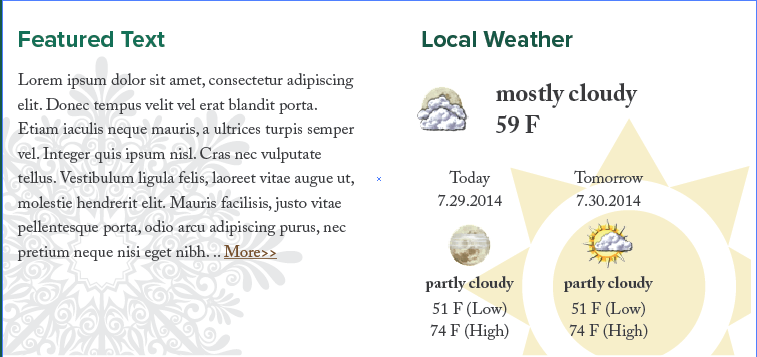 Featured Text
Lorem ipsum dolor sit amet, consectetur adipiscing
elit. Donec tempus velit vel erat blandit porta.
Etiam iaculis neque mauris, a ultrices turpis semper
vel. Integer quis ipsum nisl. Cras nec vulputate
tellus. Vestibulum ligula felis, laoreet vitae augue ut,
molestie hendrerit elit. Mauris facilisis, justo vitae
pellentesque porta, odio arcu adipiscing purus, nec
pretium neque nisi eget nibh. .. More>>
Local Weather
mostly cloudy
59 F
Today
7.29.2014
partly cloudy
51 F (Low)
74 F (High)
Tomorrow
7.30.2014
partly cloudy
51 F (Low)
74 F (High)